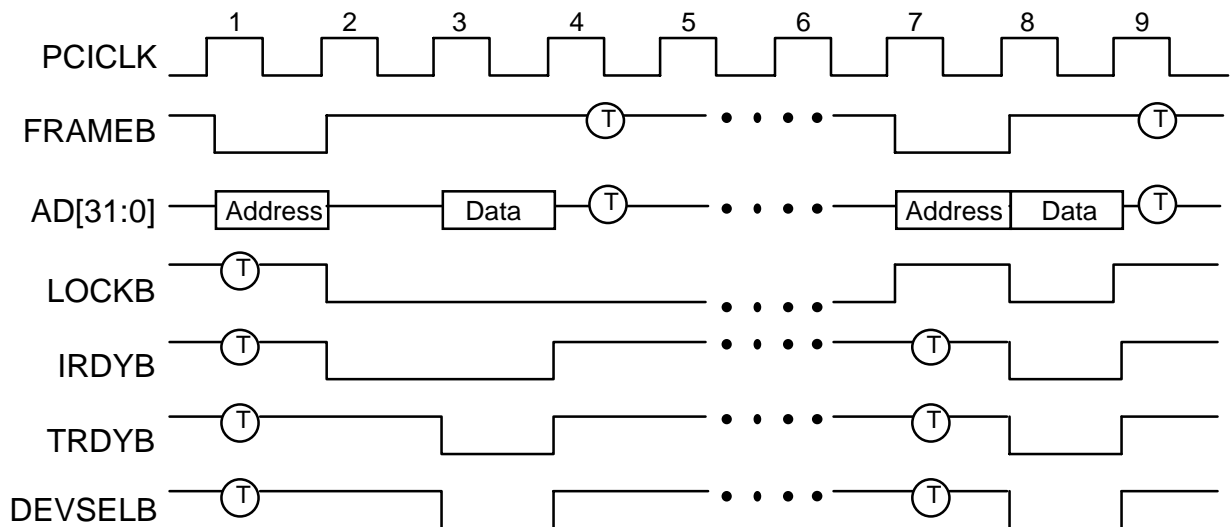 1 2 3 4 5 6 7 8 9
PCICLK
FRAMEB T T
AD[31:0] Address Data T Address Data T
LOCKB T
IRDYB T T
TRDYB T T
DEVSELB T T